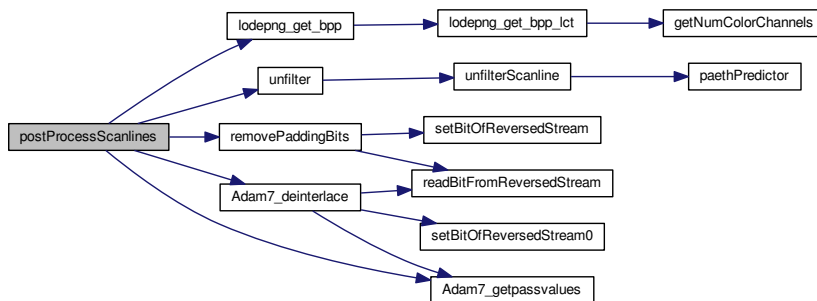 lodepng_get_bpp
lodepng_get_bpp_lct
getNumColorChannels
unfilter
unfilterScanline
paethPredictor
postProcessScanlines
removePaddingBits
setBitOfReversedStream
readBitFromReversedStream
Adam7_deinterlace
setBitOfReversedStream0
Adam7_getpassvalues